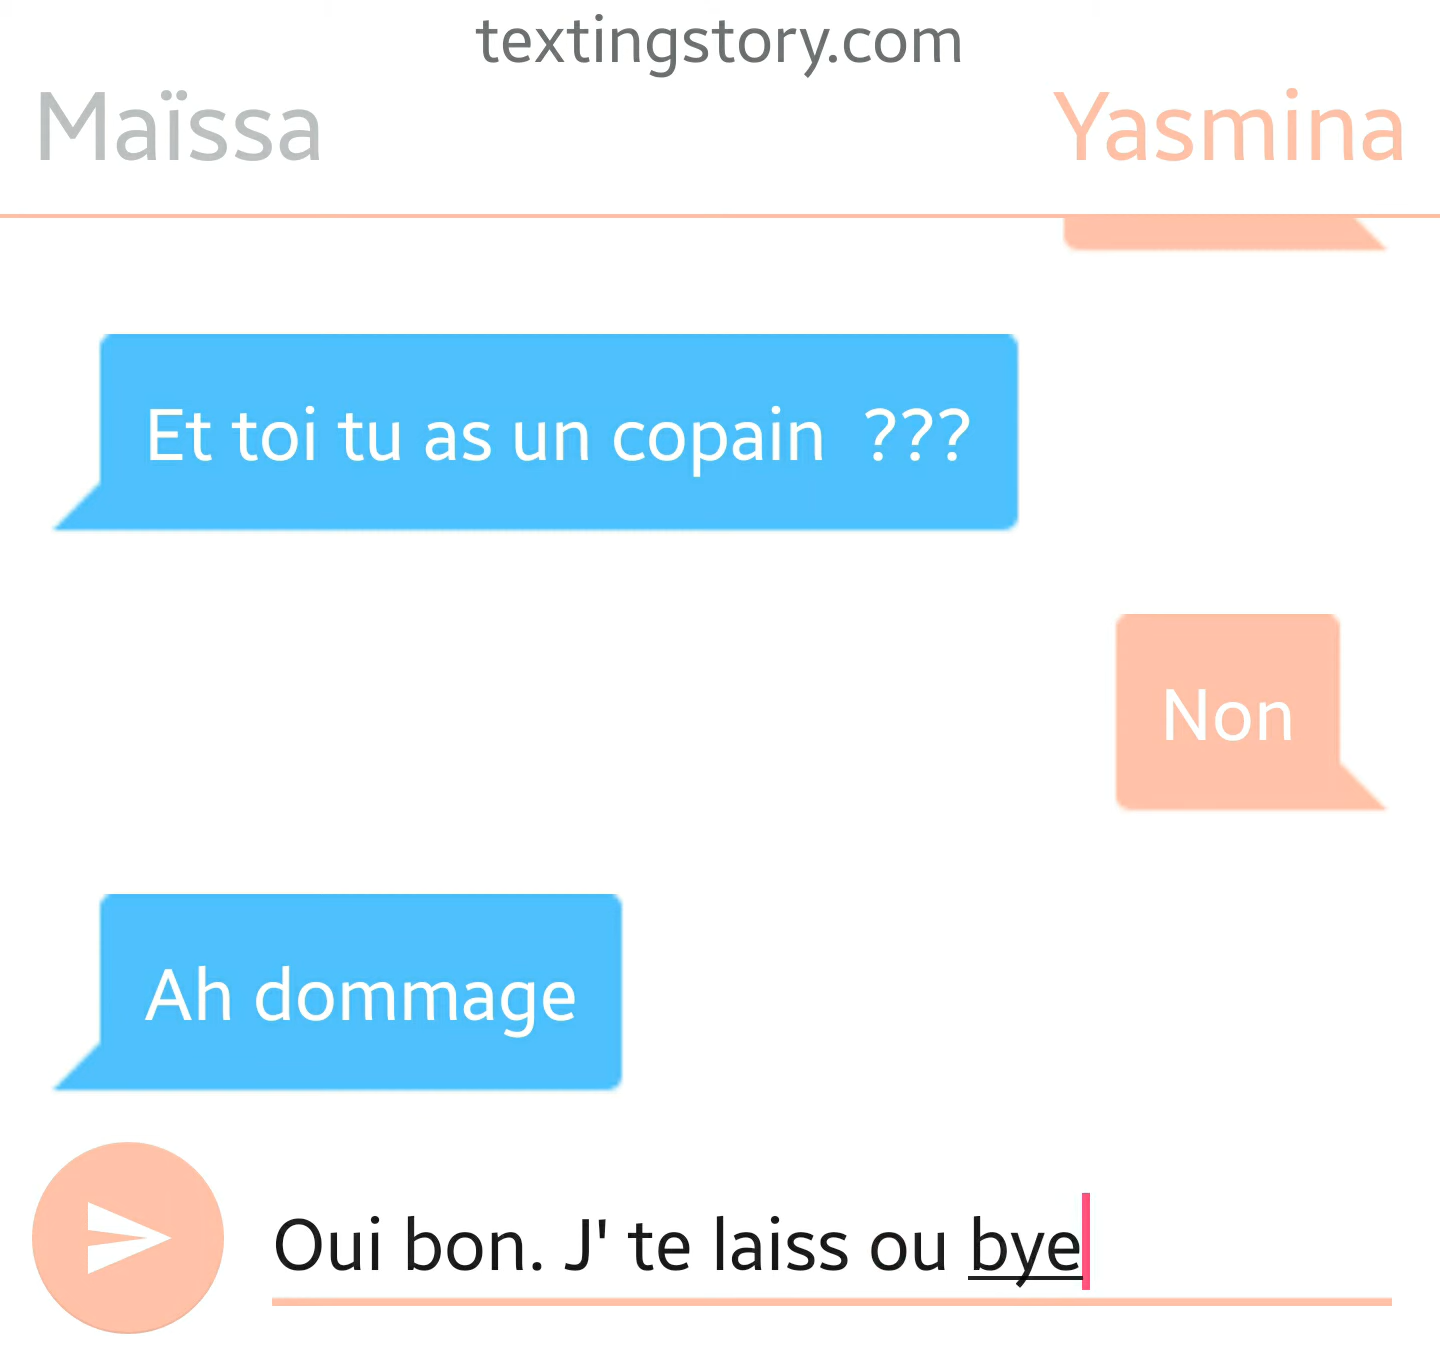 textingstory.com
Maïssa
Yasmina
Et toi tu as un copain  ???
Non
Ah dommage
Oui bon. J' te laiss ou bye